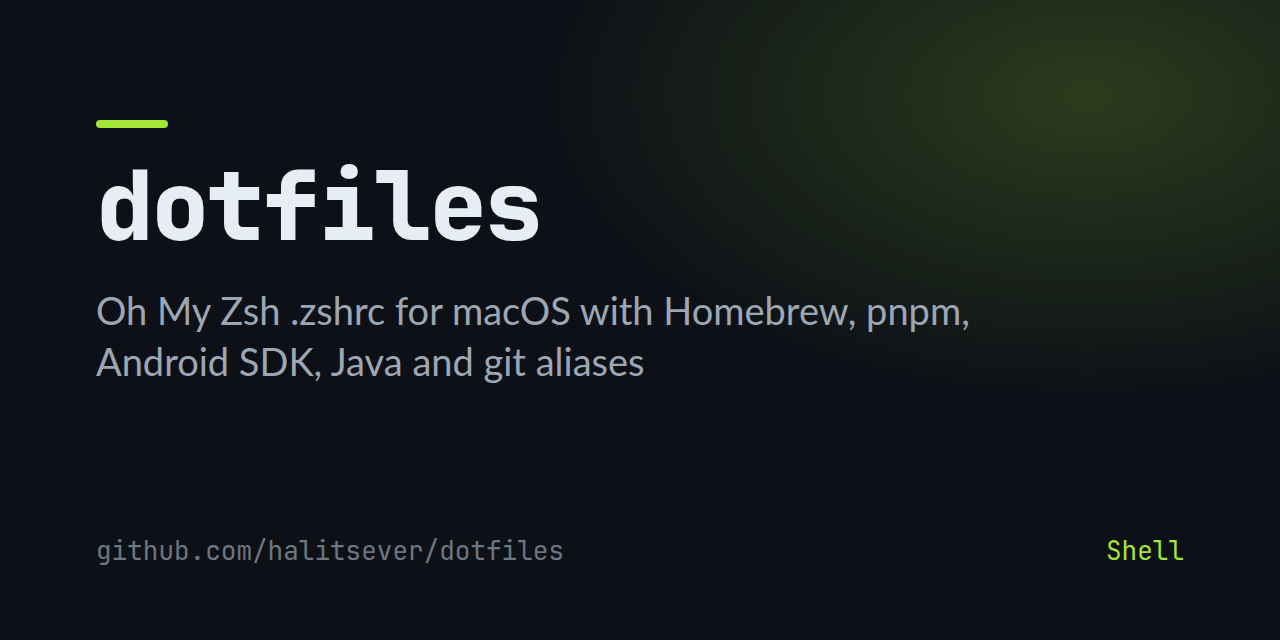 dotfiles
Oh My Zsh .zshrc for macOS with Homebrew, pnpm,
Android SDK, Java and git aliases
github.com/halitsever/dotfiles
Shell